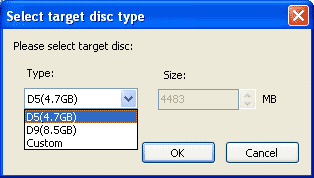 Select target disc type
Please select target disc:
Type:
Size:
D5(4.7GB)
4483
MB
D5(4.7GB)
D9(8.5GB)
Custom
OK
Cancel